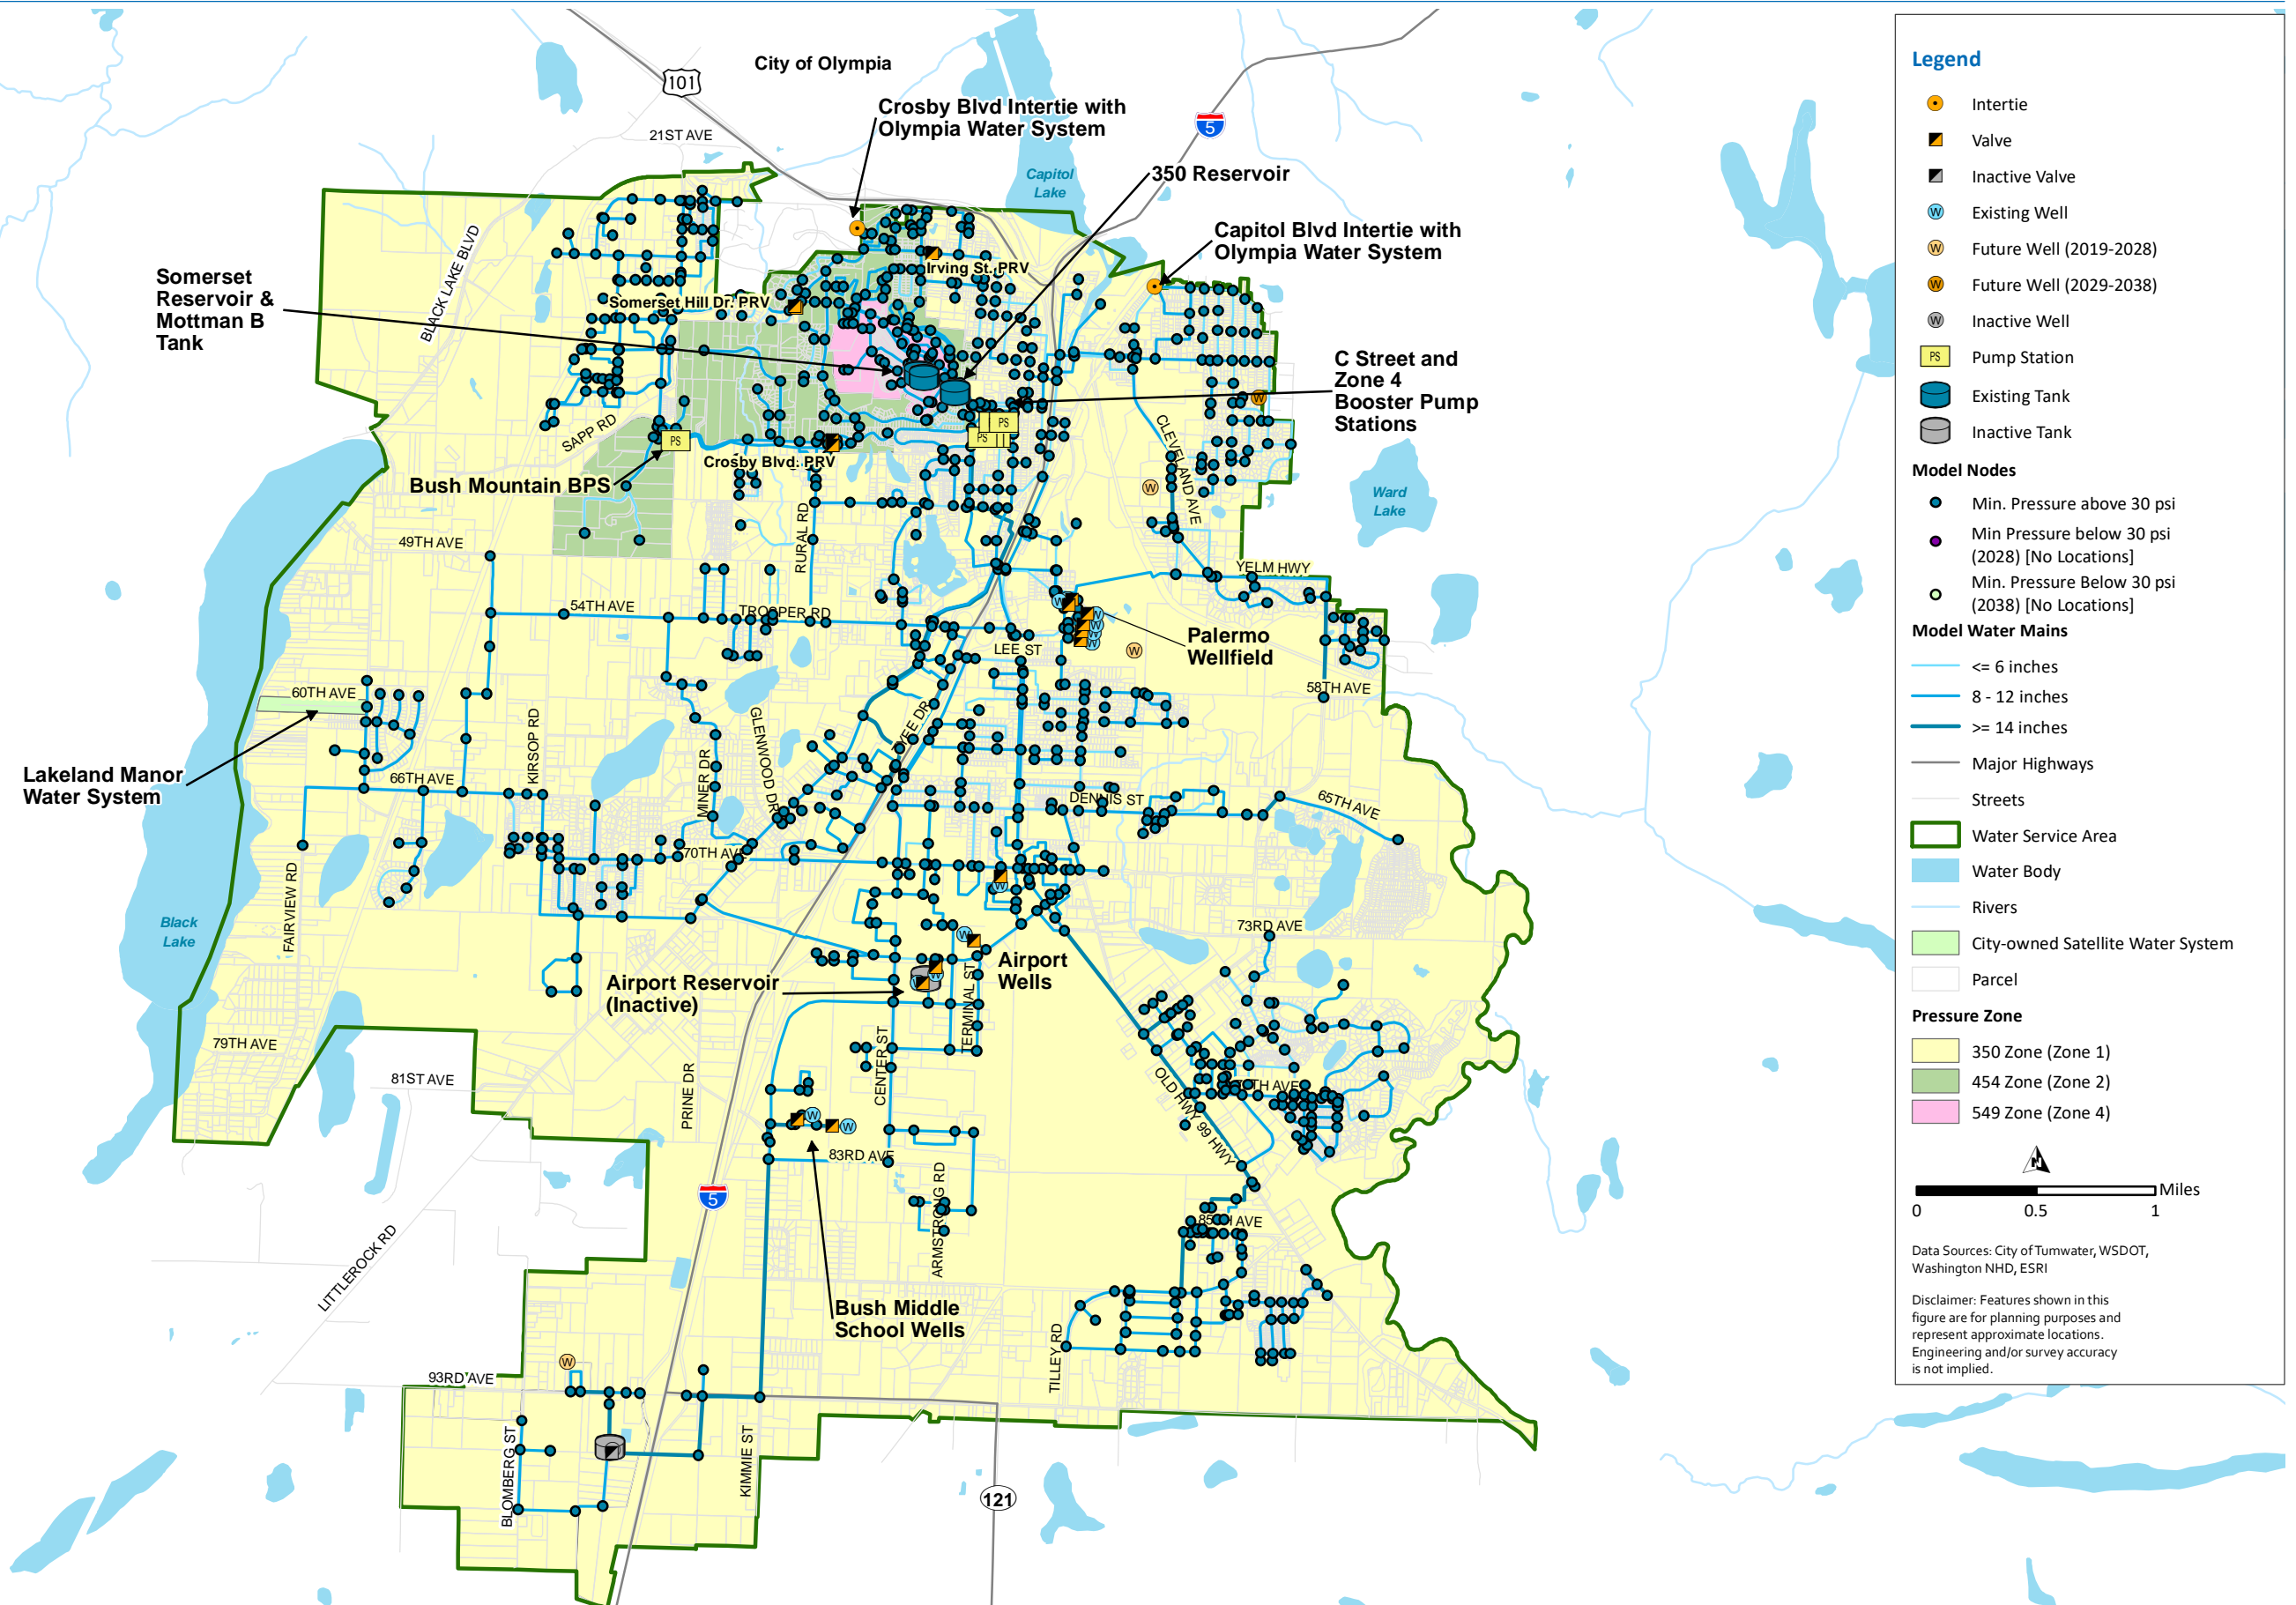 City of Olympia
101
Crosby Blvd Intertie with
Olympia Water System
21ST AVE
5
Capitol
Lake
350 Reservoir
Capitol Blvd Intertie with
Olympia Water System
Somerset
Reservoir &
Mottman B
Tank
BLACK LAKE BLVD
Irving St. PRV
Somerset Hill Dr. PRV
C Street and
Zone 4
Booster Pump
Stations
W
CLEVELAND AVE
SAPP RD
PS
PS
PS
Crosby Blvd. PRV
Bush Mountain BPS
W
Ward
Lake
RURAL RD
49TH AVE
YELM HWY
54TH AVE
TROSPER RD
W
W
W
W
W
Palermo
Wellfield
LEE ST
W
58TH AVE
60TH AVE
KIRSOP RD
GLENWOOD DR
TYEE DR
MINER DR
Lakeland Manor
Water System
66TH AVE
DENNIS ST
65TH AVE
70TH AVE
W
FAIRVIEW RD
Black
Lake
73RD AVE
W
Airport
Wells
Airport Reservoir
(Inactive)
W
TERMINAL ST
79TH AVE
CENTER ST
81ST AVE
PRINE DR
TH AVE
OLD HWY 99 HWY
W
W
83RD AVE
ARMSTRONG RD
5
85TH AVE
LITTLEROCK RD
Bush Middle
School Wells
TILLEY RD
W
93RD AVE
BLOMBERG ST
KIMMIE ST
121
Legend
Intertie
Valve
Inactive Valve
W Existing Well
W Future Well (2019-2028)
W Future Well (2029-2038)
W Inactive Well
PS Pump Station
Existing Tank
Inactive Tank
Model Nodes
Min. Pressure above 30 psi
Min Pressure below 30 psi
(2028) [No Locations]
Min. Pressure Below 30 psi
(2038) [No Locations]
Model Water Mains
<= 6 inches
8 - 12 inches
>= 14 inches
Major Highways
Streets
Water Service Area
Water Body
Rivers
City-owned Satellite Water System
Parcel
Pressure Zone
350 Zone (Zone 1)
454 Zone (Zone 2)
549 Zone (Zone 4)
N
Miles
0 0.5 1
Data Sources: City of Tumwater, WSDOT,
Washington NHD, ESRI
Disclaimer: Features shown in this
figure are for planning purposes and
represent approximate locations.
Engineering and/or survey accuracy
is not implied.